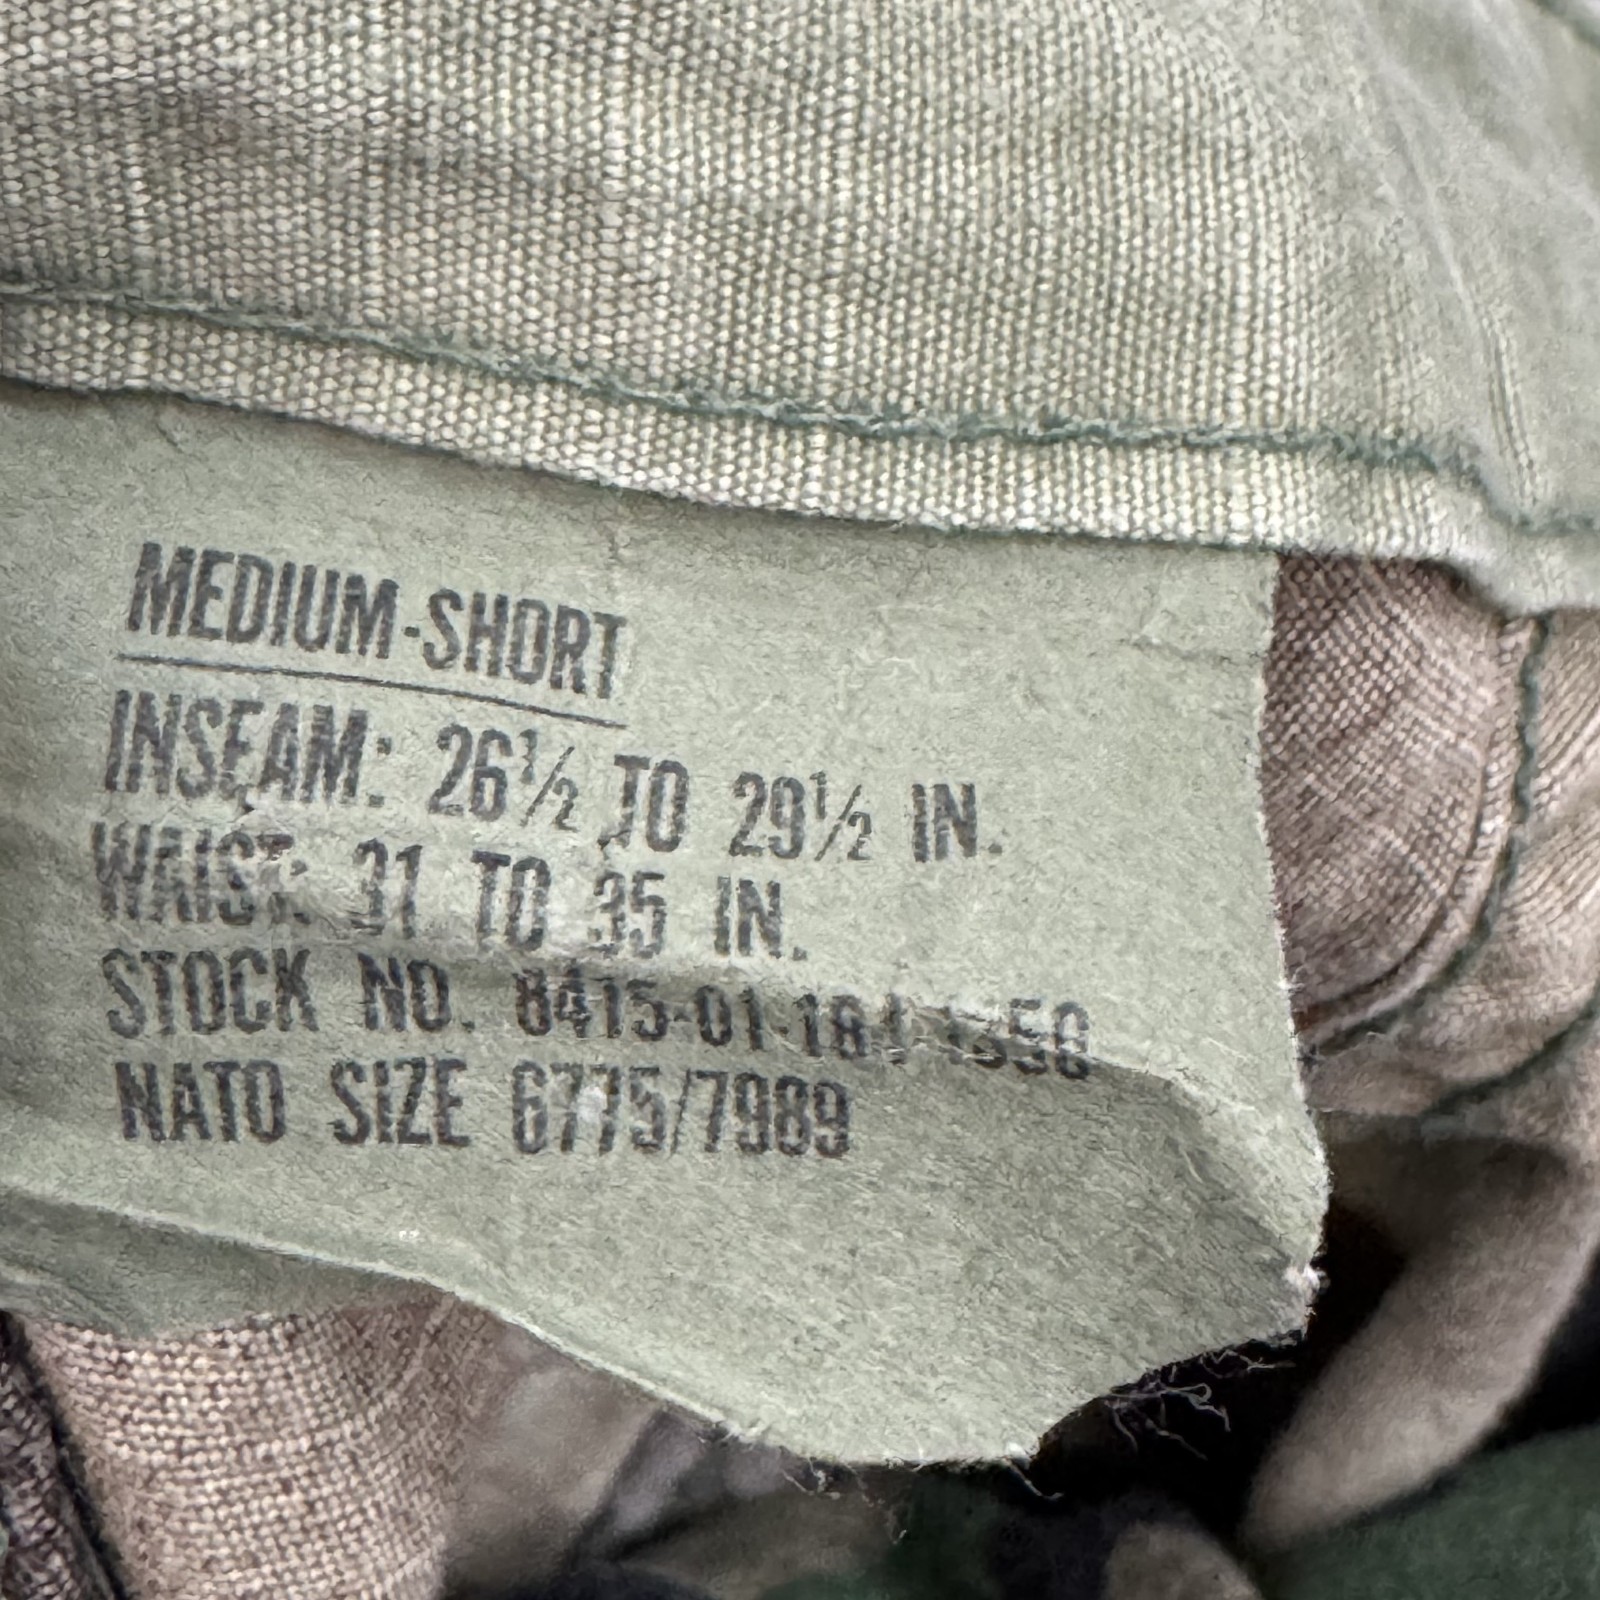 MEDIUM-SHORT
INSEAM: 26½ TO 29½ IN.
WAIST: 31 TO 35 IN.
STOCK NO.
NATO SIZE 6775/7989